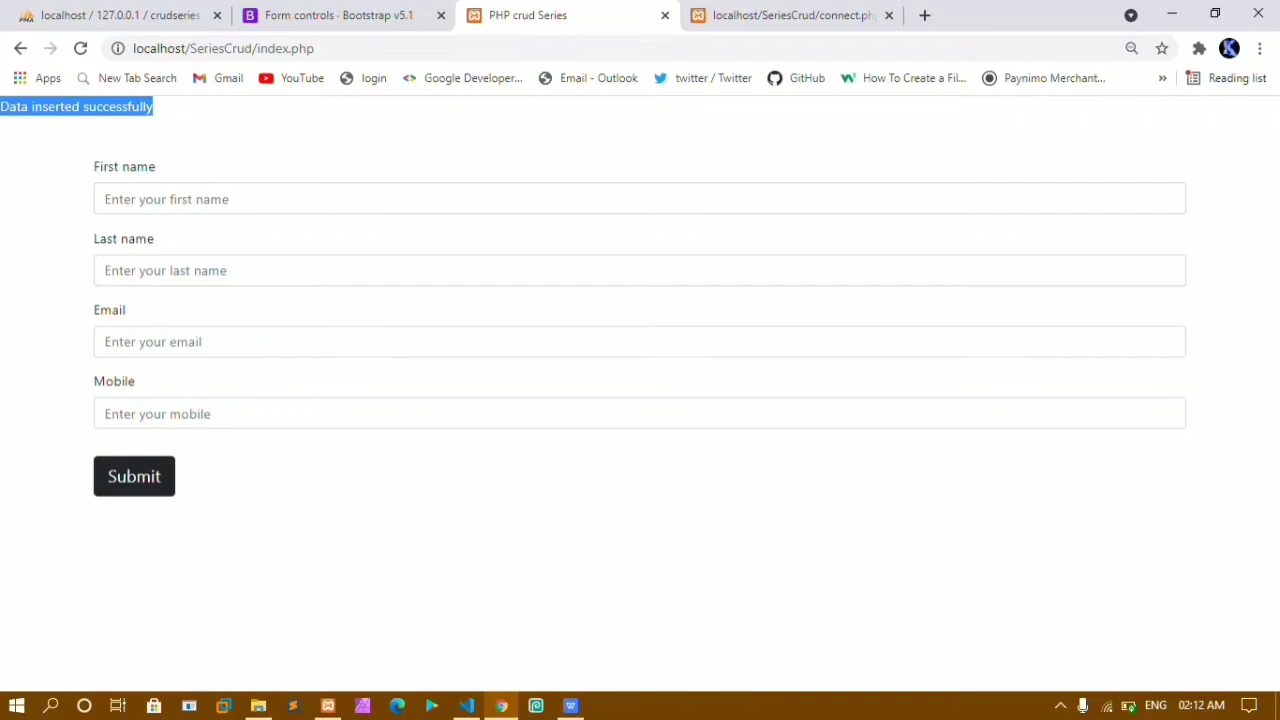 localhost / 127.0.0.1 / crudseries
Form controls · Bootstrap v5.1
PHP crud Series
localhost/SeriesCrud/connect.ph
localhost/SeriesCrud/index.php
Apps
New Tab Search
Gmail
YouTube
login
Google Developer...
Email - Outlook
twitter / Twitter
GitHub
How To Create a Fil...
Paynimo Merchant...
»
Reading list
Data inserted successfully
First name
Enter your first name
Last name
Enter your last name
Email
Enter your email
Mobile
Enter your mobile
Submit
ENG
02:12 AM